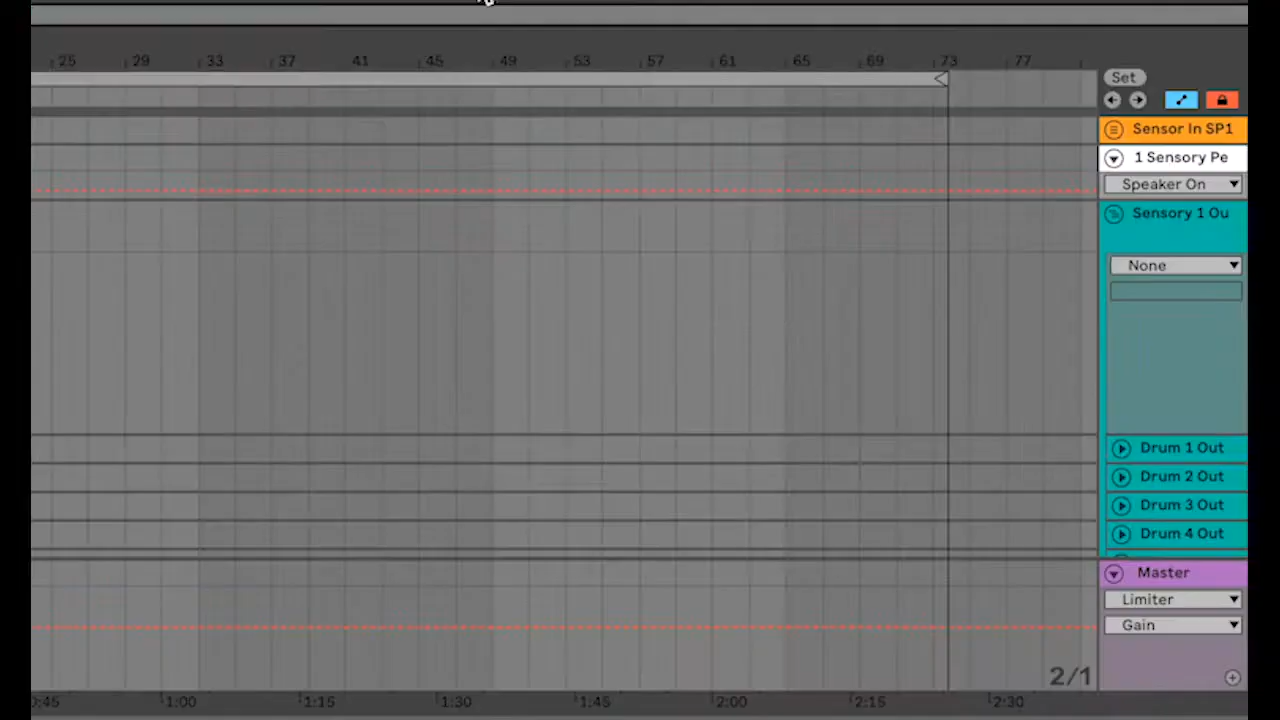 25 29 33 37 41 45 49 53 57 61 65 69 73 77
Set
Sensor In SP1
1 Sensory Pe
Speaker On
Sensory 1 Ou
None
Drum 1 Out
Drum 2 Out
Drum 3 Out
Drum 4 Out
Master
Limiter
Gain
2/1
0:45 1:00 1:15 1:30 1:45 2:00 2:15 2:30